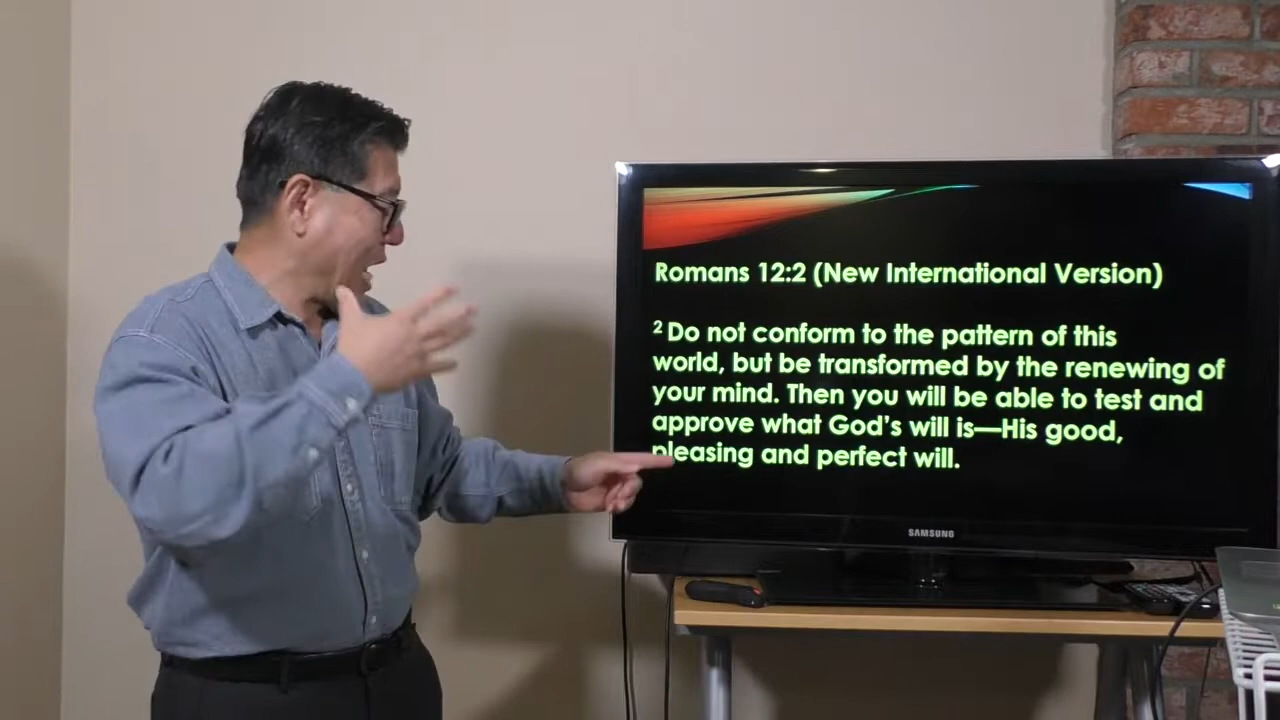 Romans 12:2 (New International Version)
2 Do not conform to the pattern of this
world, but be transformed by the renewing of
your mind. Then you will be able to test and
approve what God's will is—His good,
pleasing and perfect will.
SAMSUNG